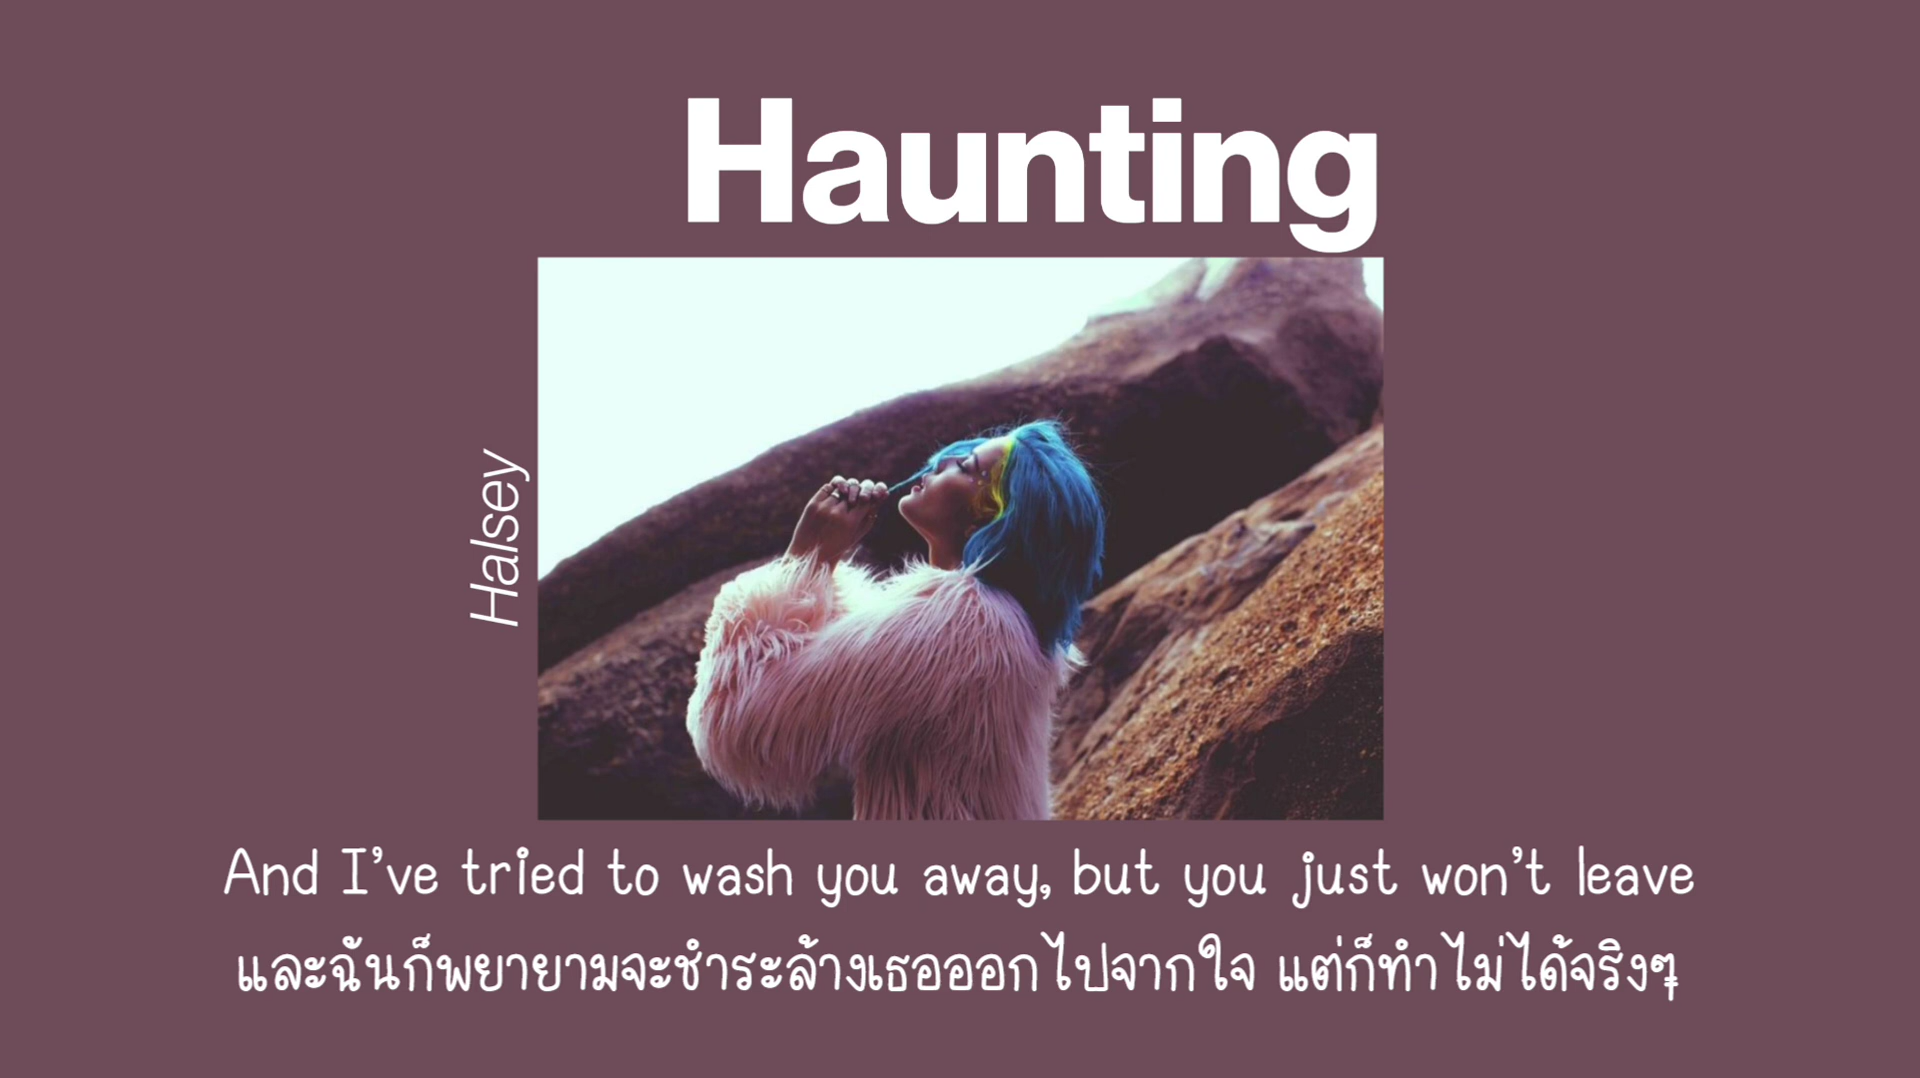 Haunting
Halsey
And I've tried to wash you away, but you just won't leave
และฉันก็พยายามจะชำระล้างเธอออกไปจากใจ แต่ก็ทำไม่ได้จริงๆ